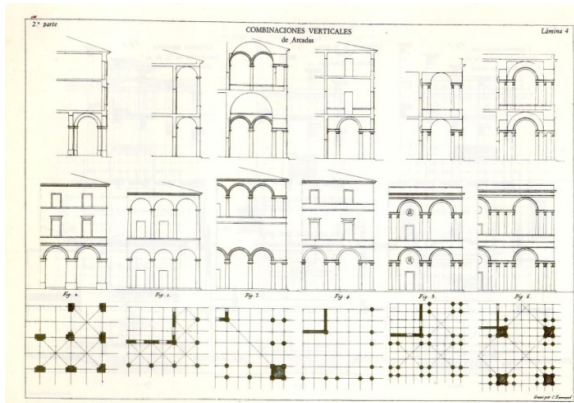 2.ª parte
COMBINACIONES VERTICALES
de Arcadas
Lámina 4
Fig. 1.
Fig. 2.
Fig. 3.
Fig. 4.
Fig. 5
Fig. 6